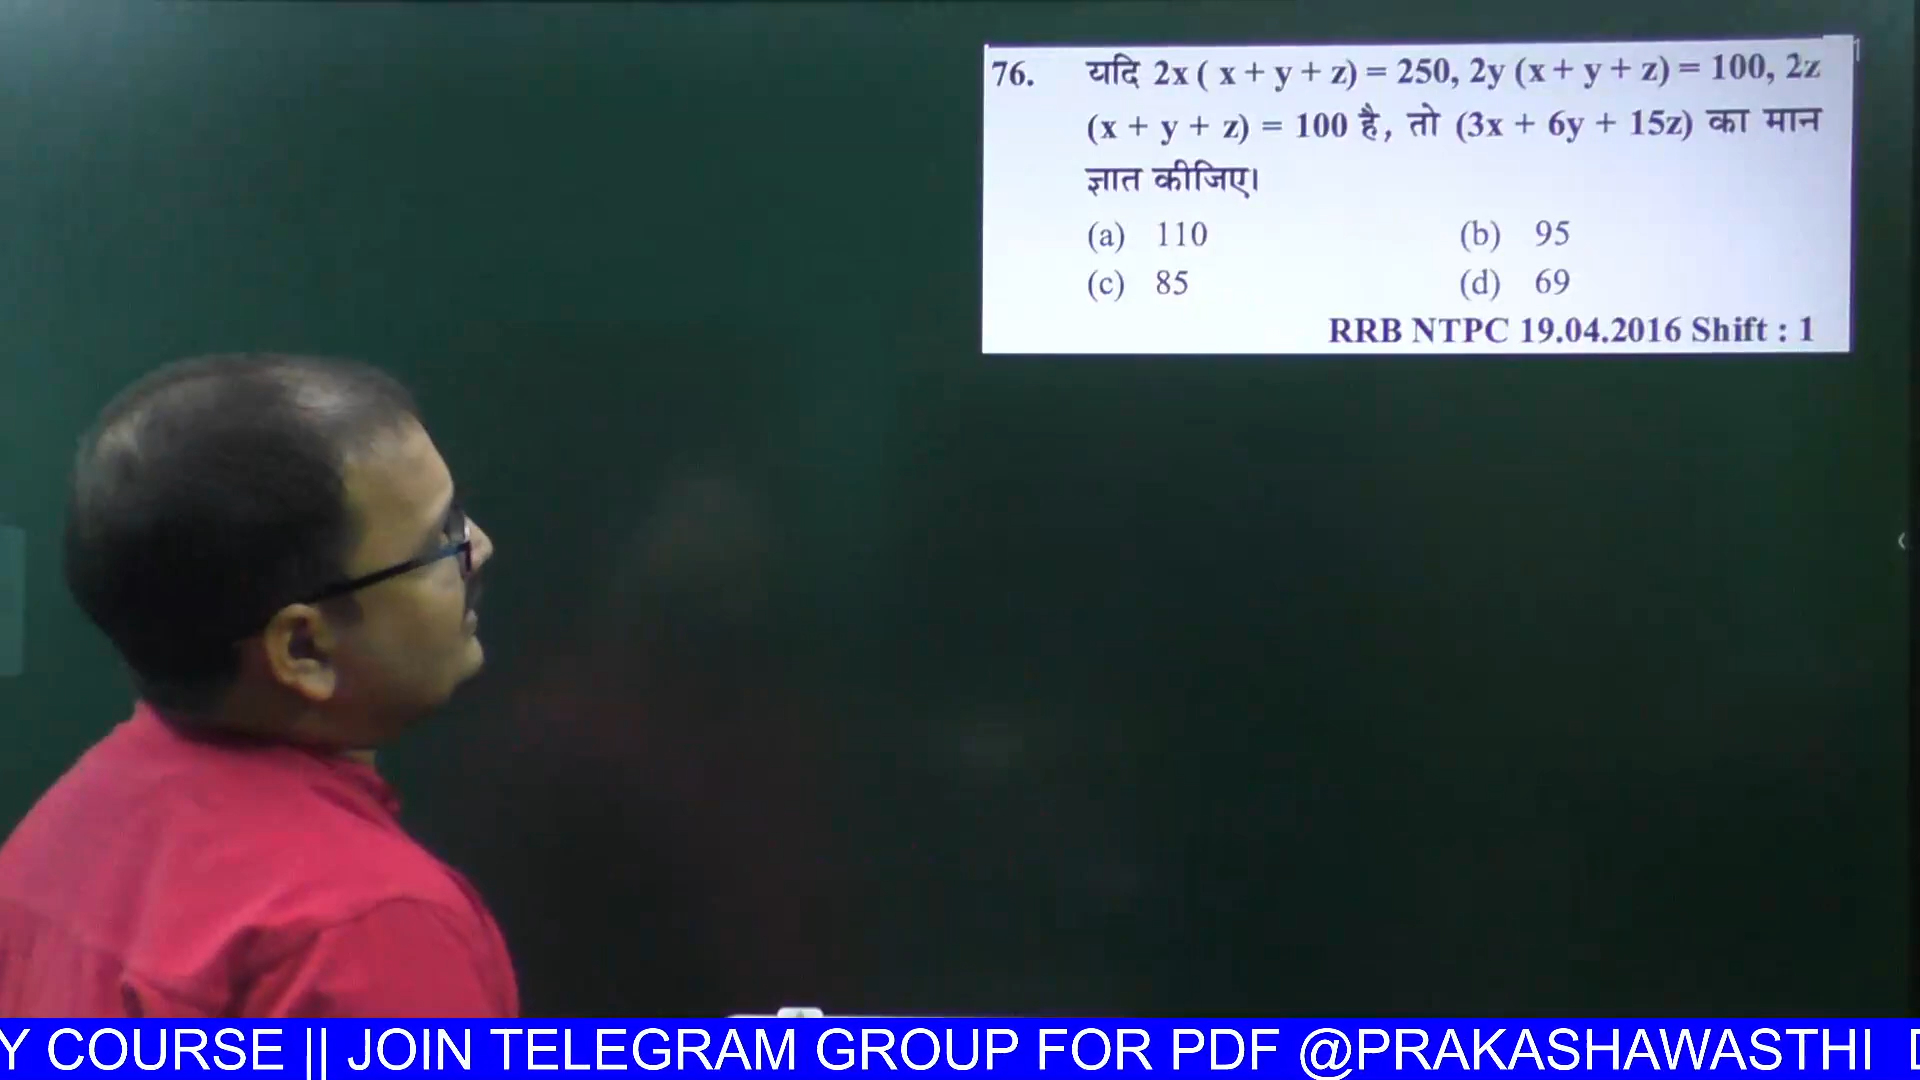 76. यदि 2x ( x + y + z) = 250, 2y (x + y + z) = 100, 2z
(x + y + z) = 100 है, तो (3x + 6y + 15z) का मान
ज्ञात कीजिए।
(a) 110 (b) 95
(c) 85 (d) 69
RRB NTPC 19.04.2016 Shift : 1
Y COURSE || JOIN TELEGRAM GROUP FOR PDF @PRAKASHAWASTHI D